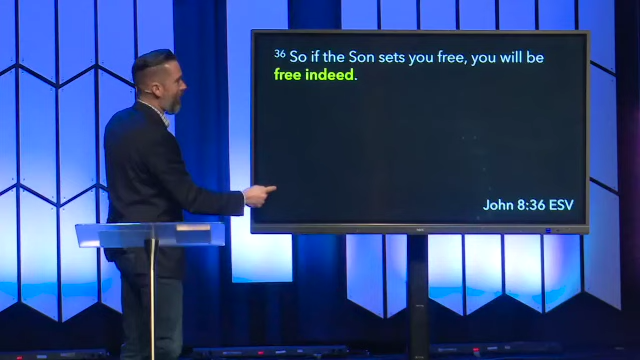 36 So if the Son sets you free, you will be
free indeed.
John 8:36 ESV